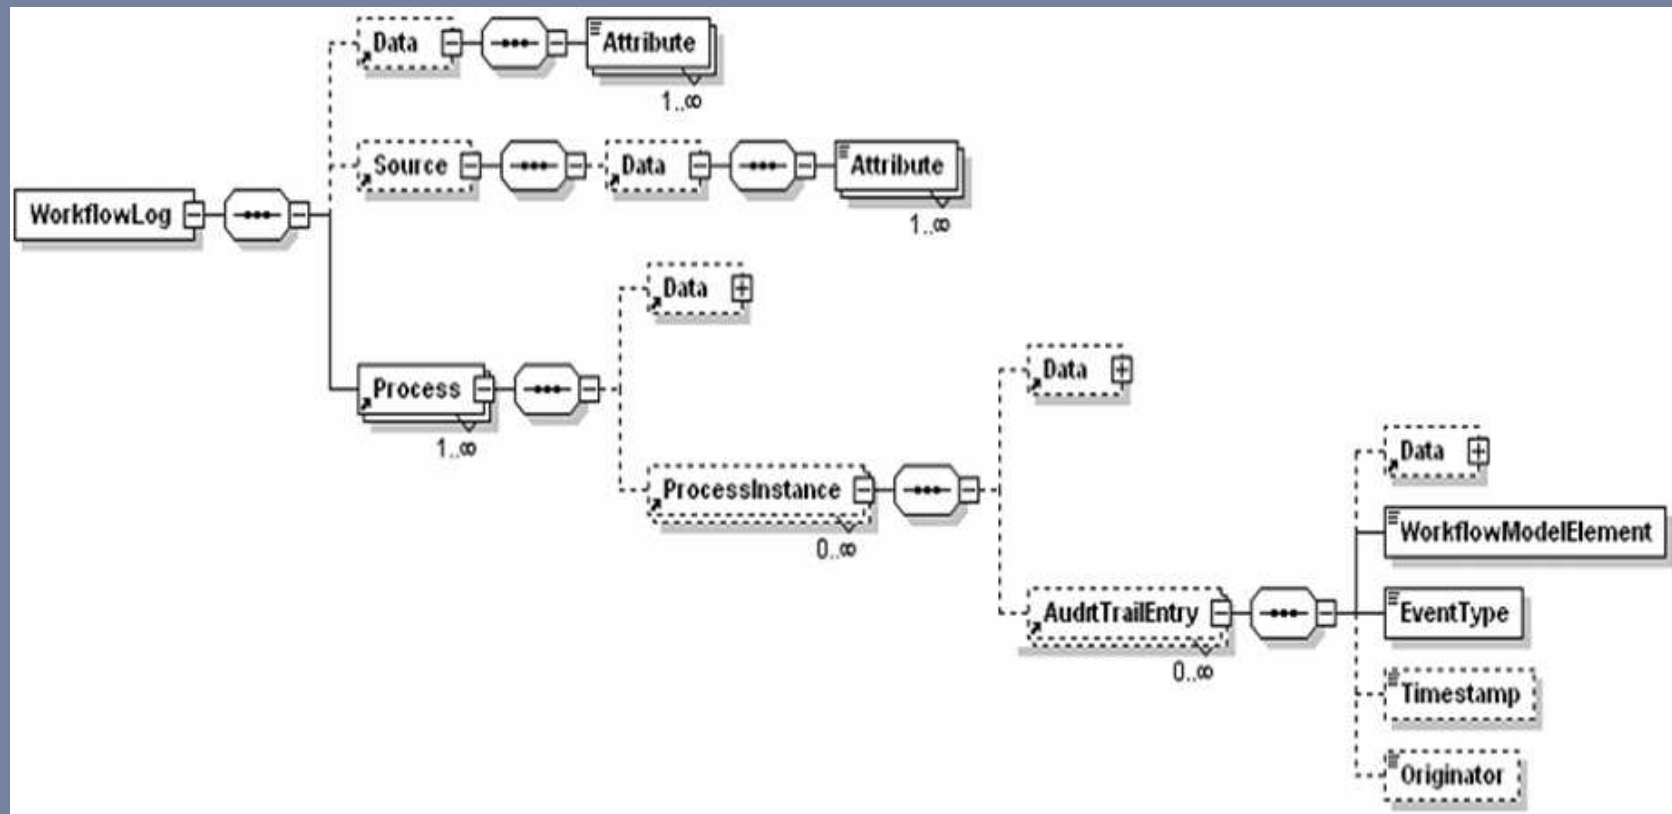 Data
Attribute
1..∞
Source
Data
Attribute
1..∞
WorkflowLog
Data
Process
1..∞
Data
ProcessInstance
0..∞
Data
WorkflowModelElement
AuditTrailEntry
0..∞
EventType
Timestamp
Originator